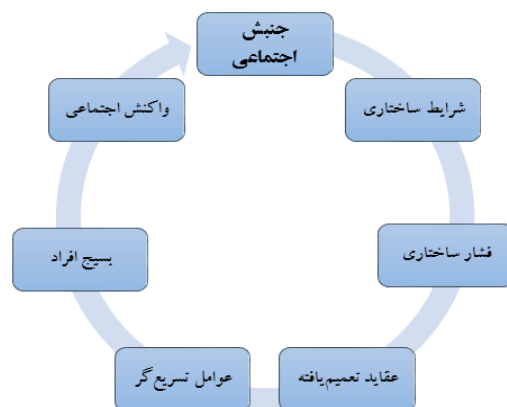 جنبش
اجتماعی
شرایط ساختاری
فشار ساختاری
عقاید تعمیم‌یافته
عوامل تسریع‌گر
بسیج افراد
واکنش اجتماعی